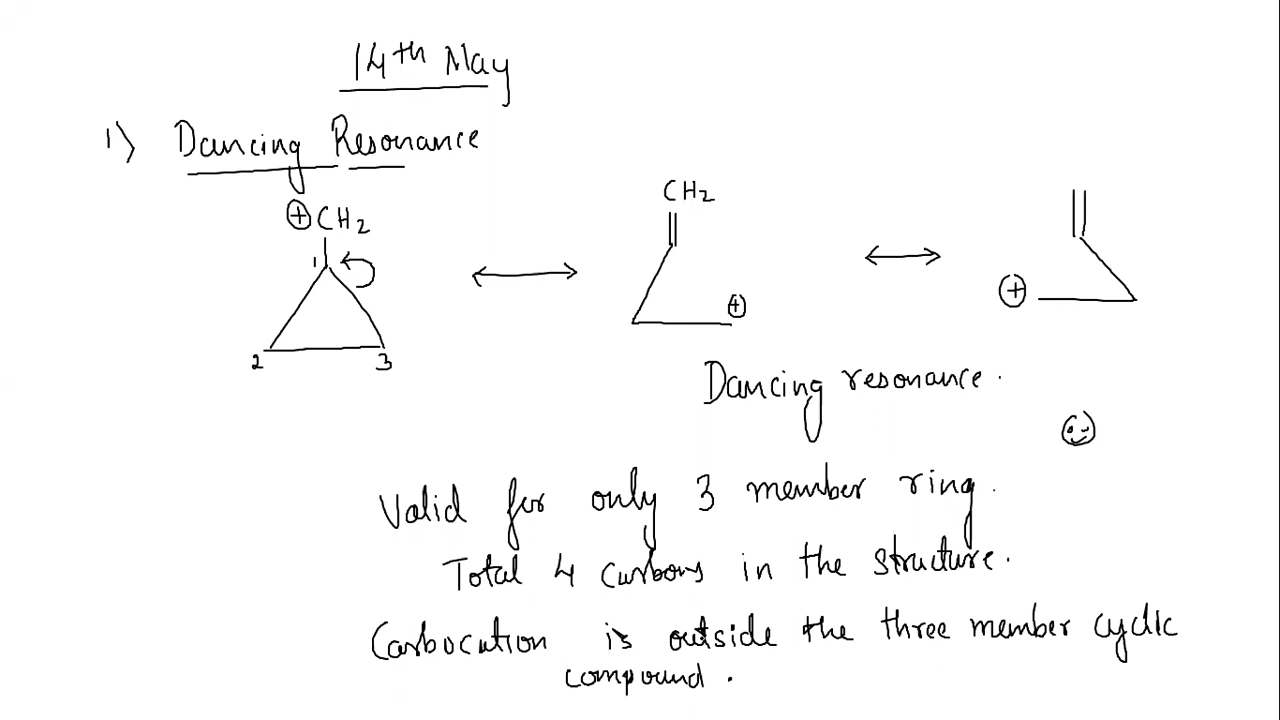 14th May
1) Dancing Resonance
⊕CH2
1
2 3
CH2
⊕
⊕
Dancing resonance.
Valid for only 3 member ring.
Total 4 carbons in the structure.
Carbocation is outside the three member cyclic
compound.